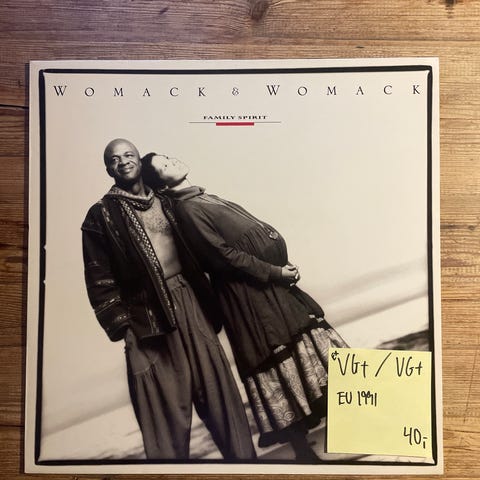 WOMACK & WOMACK
FAMILY SPIRIT
VG+ / VG+
EU 1991
40,-